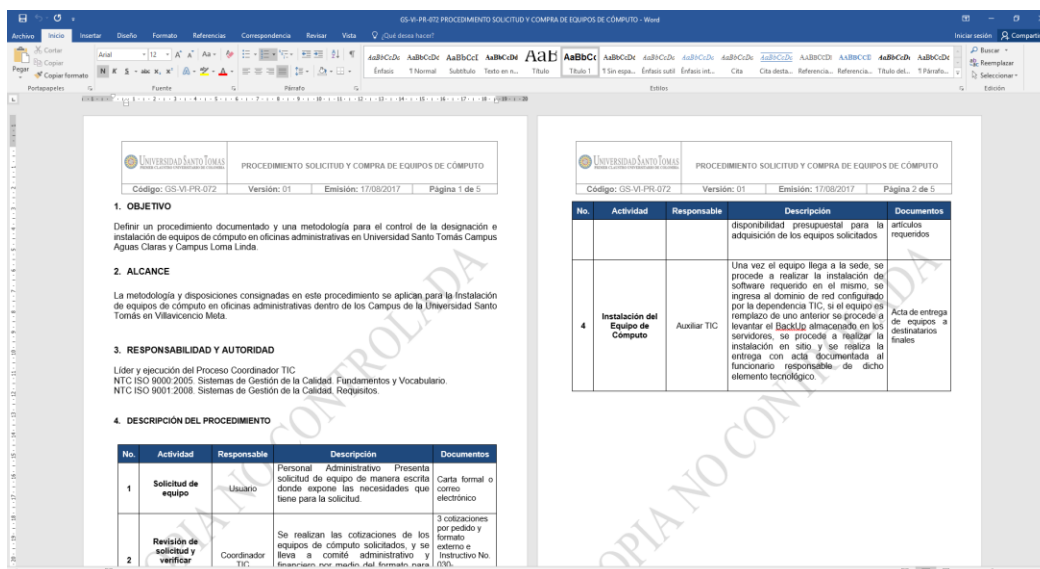 GS-VI-PR-072 PROCEDIMIENTO SOLICITUD Y COMPRA DE EQUIPOS DE CÓMPUTO - Word
Archivo Inicio Insertar Diseño Formato Referencias Correspondencia Revisar Vista ¿Qué desea hacer? Iniciar sesión Compartir
Pegar
Cortar
Copiar
Copiar formato
Portapapeles
Arial 12
Fuente
Párrafo
AaBbCcDc AaBbCcDc AaBbCcI AaBbCcDd AaB AaBbCc AaBbCcDc AaBbCcDc AaBbCcDc AaBbCcDc AaBbCcDc AABBCCDI AABBCCD AaBbCcDt AaBbCcDc
Énfasis ¶ Normal Subtítulo Texto en n... Título Título 1 ¶ Sin espa... Énfasis sutil Énfasis int... Cita Cita desta... Referencia... Referencia... Título del... ¶ Párrafo...
Estilos
Buscar
Reemplazar
Seleccionar
Edición
UNIVERSIDAD SANTO TOMAS
PROCEDIMIENTO SOLICITUD Y COMPRA DE EQUIPOS DE CÓMPUTO
Código: GS-VI-PR-072 Versión: 01 Emisión: 17/08/2017 Página 1 de 5
1. OBJETIVO
Definir un procedimiento documentado y una metodología para el control de la designación e
instalación de equipos de cómputo en oficinas administrativas en Universidad Santo Tomás Campus
Aguas Claras y Campus Loma Linda.
2. ALCANCE
La metodología y disposiciones consignadas en este procedimiento se aplican para la Instalación
de equipos de cómputo en oficinas administrativas dentro de los Campus de la Universidad Santo
Tomás en Villavicencio Meta.
3. RESPONSABILIDAD Y AUTORIDAD
Líder y ejecución del Proceso Coordinador TIC
NTC ISO 9000:2005. Sistemas de Gestión de la Calidad. Fundamentos y Vocabulario.
NTC ISO 9001:2008. Sistemas de Gestión de la Calidad. Requisitos.
4. DESCRIPCIÓN DEL PROCEDIMIENTO
No. Actividad Responsable Descripción Documentos
1
Solicitud de
equipo
Usuario
Personal Administrativo Presenta
solicitud de equipo de manera escrita
donde expone las necesidades que
tiene para la solicitud.
Carta formal o
correo
electrónico
2
Revisión de
solicitud y
verificar
Coordinador
TIC
Se realizan las cotizaciones de los
equipos de cómputo solicitados, y se
lleva a comité administrativo y
financiero por medio del formato para
3 cotizaciones
por pedido y
formato
externo e
Instructivo No.
030-
COPIA NO CONTROLADA
UNIVERSIDAD SANTO TOMAS
PROCEDIMIENTO SOLICITUD Y COMPRA DE EQUIPOS DE CÓMPUTO
Código: GS-VI-PR-072 Versión: 01 Emisión: 17/08/2017 Página 2 de 5
No. Actividad Responsable Descripción Documentos
disponibilidad presupuestal para la
adquisición de los equipos solicitados
artículos
requeridos
4
Instalación del
Equipo de
Cómputo
Auxiliar TIC
Una vez el equipo llega a la sede, se
procede a realizar la instalación de
software requerido en el mismo, se
ingresa al dominio de red configurado
por la dependencia TIC, si el equipo es
remplazo de uno anterior se procede a
levantar el BackUp almacenado en los
servidores, se procede a realizar la
instalación en sitio y se realiza la
entrega con acta documentada al
funcionario responsable de dicho
elemento tecnológico.
Acta de entrega
de equipos a
destinatarios
finales
COPIA NO CONTROLADA